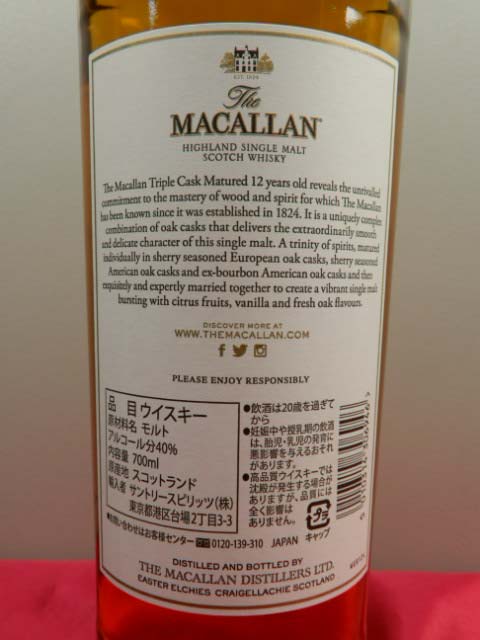 EST. 1824
The
MACALLAN
HIGHLAND SINGLE MALT
SCOTCH WHISKY
The Macallan Triple Cask Matured 12 years old reveals the unrivalled
commitment to the mastery of wood and spirit for which The Macallan
has been known since it was established in 1824. It is a uniquely complex
combination of oak casks that delivers the extraordinarily smooth
and delicate character of this single malt. A trinity of spirits, matured
individually in sherry seasoned European oak casks, sherry seasoned
American oak casks and ex-bourbon American oak casks and then
exquisitely and expertly married together to create a vibrant single malt
bursting with citrus fruits, vanilla and fresh oak flavours.
DISCOVER MORE AT
WWW.THEMACALLAN.COM
PLEASE ENJOY RESPONSIBLY
品 目 ウイスキー
原材料名 モルト
アルコール分40%
内容量 700ml
原産地 スコットランド
輸入者 サントリースピリッツ(株)
東京都港区台場2丁目3-3
●お問い合わせはお客様センター 0120-139-310 JAPAN
●飲酒は20歳を過ぎて
から
●妊娠中や授乳期の飲酒
は、胎児・乳児の発育に
悪影響を与えるおそれ
があります。
●高品質ウイスキーでは
沈殿が発生する場合が
ありますが、品質には
全く影響は
ありません。
プラ
キャップ
DISTILLED AND BOTTLED BY
THE MACALLAN DISTILLERS LTD.
EASTER ELCHIES CRAIGELLACHIE SCOTLAND